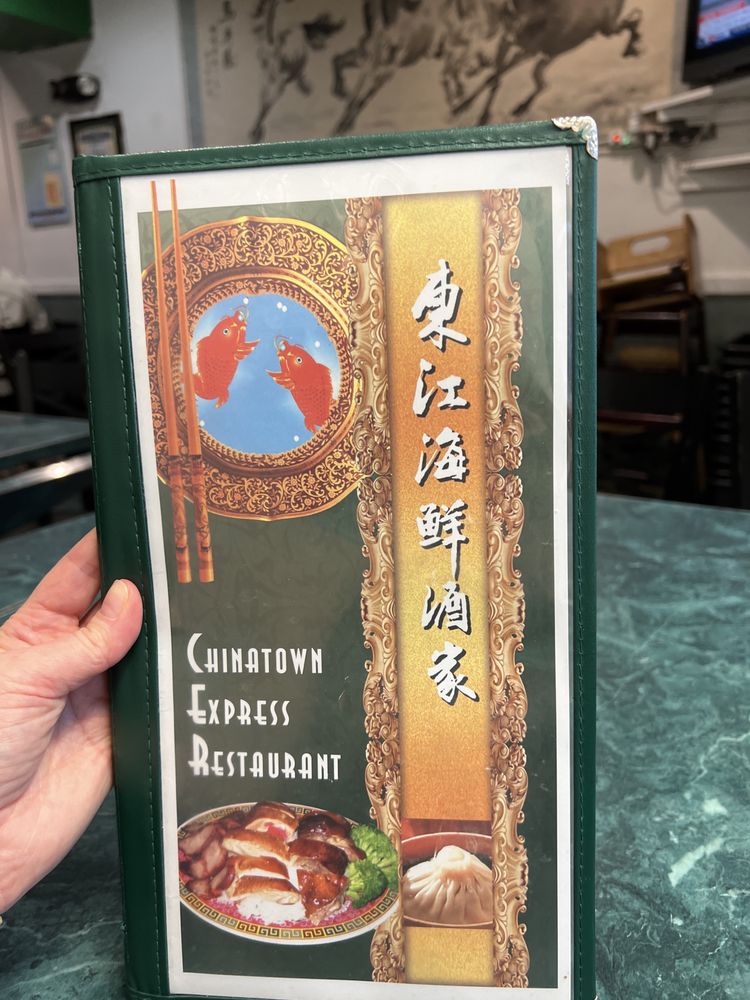 東江海鮮酒家
CHINATOWN
EXPRESS
RESTAURANT